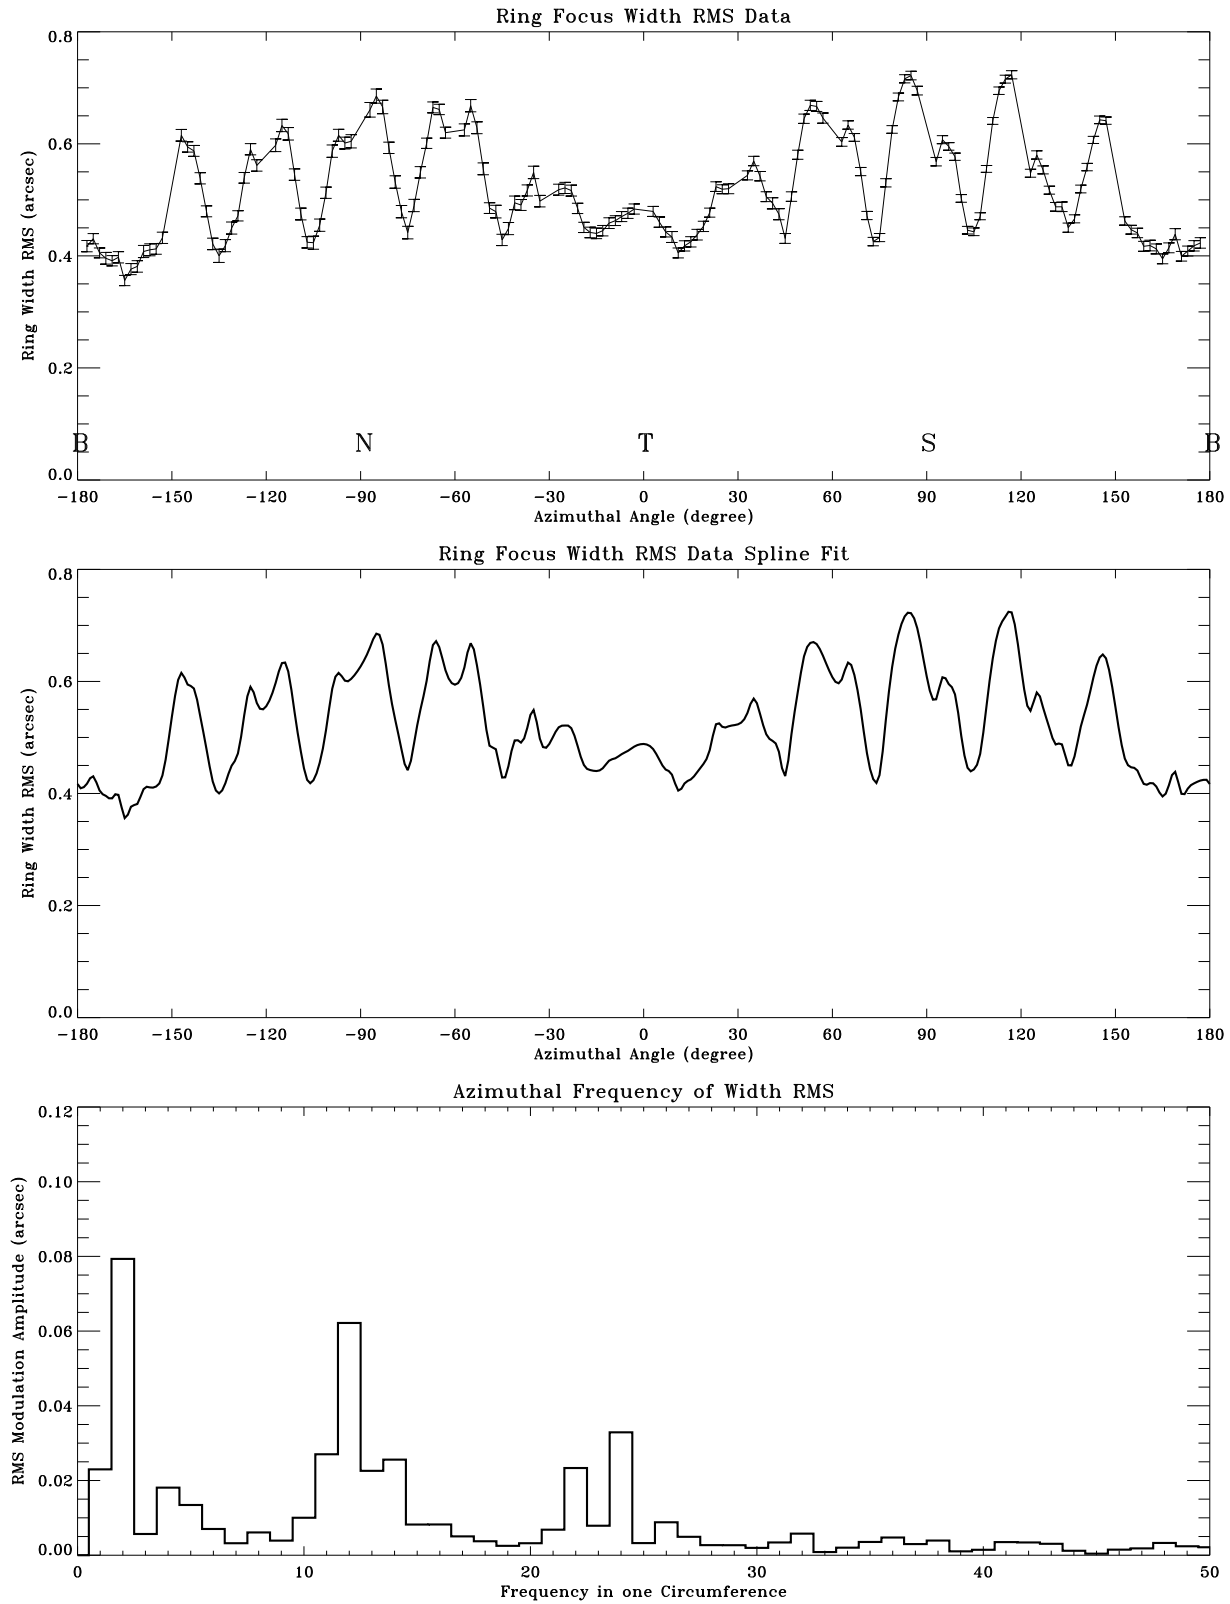 Ring Focus Width RMS Data
Ring Width RMS (arcsec)
0.8
0.6
0.4
0.2
0.0
B N T S B
−180 −150 −120 −90 −60 −30 0 30 60 90 120 150 180
Azimuthal Angle (degree)
Ring Focus Width RMS Data Spline Fit
Ring Width RMS (arcsec)
0.8
0.6
0.4
0.2
0.0
−180 −150 −120 −90 −60 −30 0 30 60 90 120 150 180
Azimuthal Angle (degree)
Azimuthal Frequency of Width RMS
RMS Modulation Amplitude (arcsec)
0.12
0.10
0.08
0.06
0.04
0.02
0.00
0 10 20 30 40 50
Frequency in one Circumference